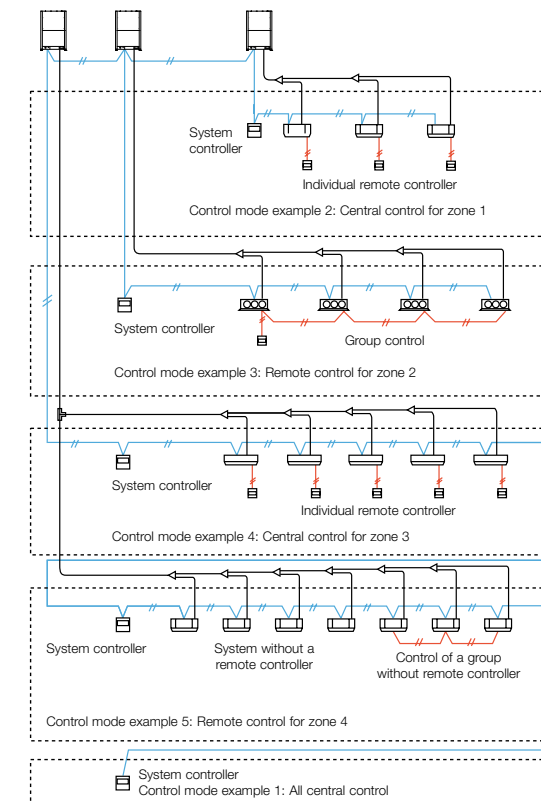 System
controller
Individual remote controller
Control mode example 2: Central control for zone 1
System controller
Group control
Control mode example 3: Remote control for zone 2
System controller
Individual remote controller
Control mode example 4: Central control for zone 3
System controller
System without a
remote controller
Control of a group
without remote controller
Control mode example 5: Remote control for zone 4
System controller
Control mode example 1: All central control